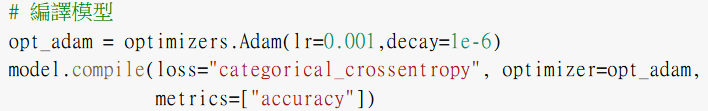 # 編譯模型
opt_adam = optimizers.Adam(lr=0.001,decay=1e-6)
model.compile(loss="categorical_crossentropy", optimizer=opt_adam,
metrics=["accuracy"])